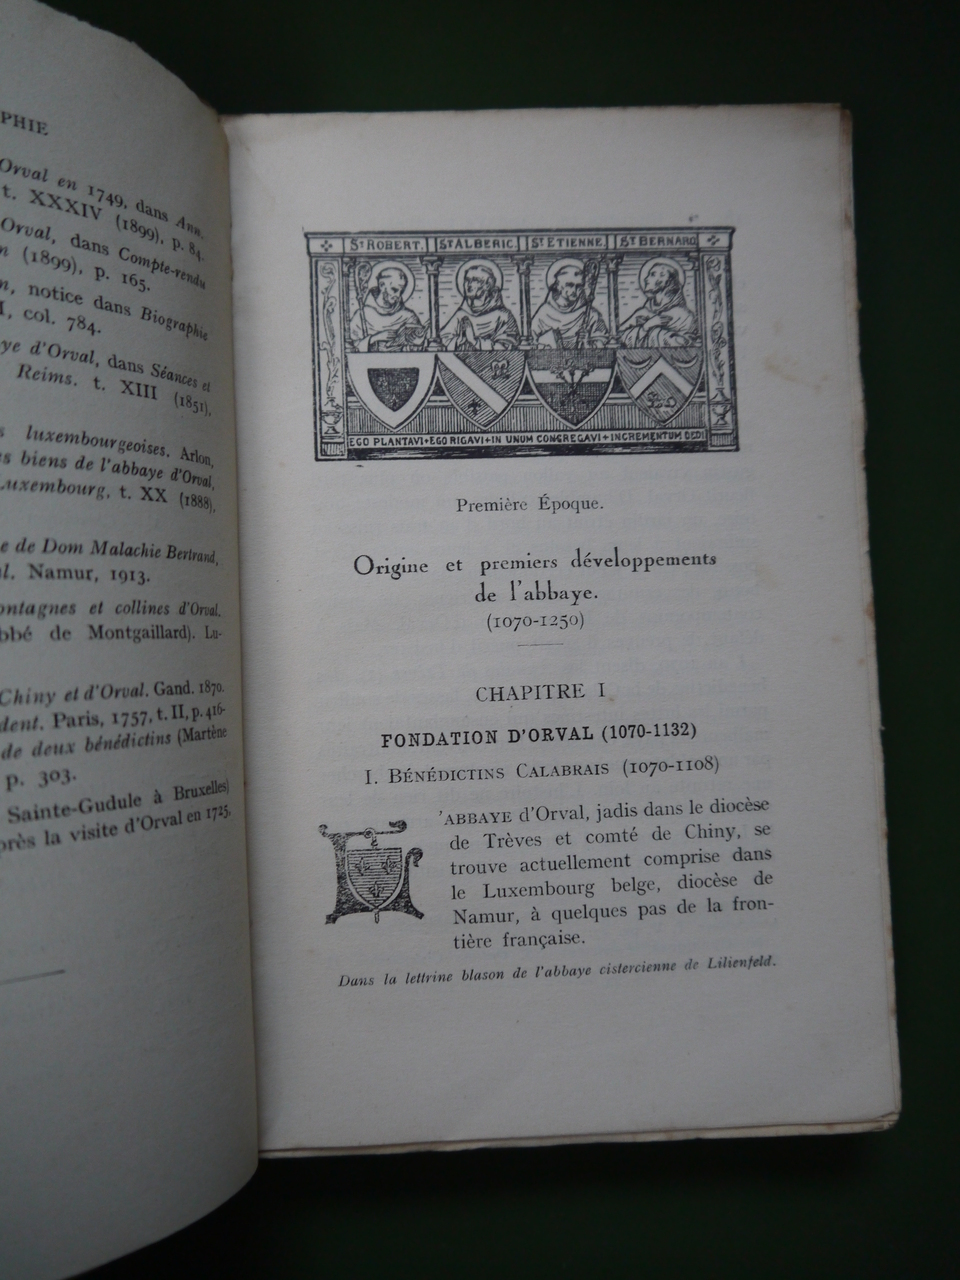 PHIE
Orval en 1749, dans Ann.
t. XXXIV (1899), p. 84.
Orval, dans Compte-rendu
n (1899), p. 165.
n, notice dans Biographie
I, col. 784.
ye d'Orval, dans Séances et
Reims. t. XIII (1851),
s luxembourgeoises. Arlon,
s biens de l'abbaye d'Orval,
Luxembourg, t. XX (1888),
e de Dom Malachie Bertrand,
l. Namur, 1913.
ontagnes et collines d'Orval.
bbé de Montgaillard). Lu-
Chiny et d'Orval. Gand. 1870.
dent. Paris, 1757, t. II, p. 416-
de deux bénédictins (Martène
p. 303.
Sainte-Gudule à Bruxelles)
près la visite d'Orval en 1725.
ST ROBERT. ST ALBERIC. ST ETIENNE. ST BERNARD
EGO PLANTAVI + EGO RIGAVI + IN UNUM CONGREGAVI + INCREMENTUM DEDI
Première Époque.
Origine et premiers développements
de l'abbaye.
(1070-1250)
CHAPITRE I
FONDATION D'ORVAL (1070-1132)
I. BÉNÉDICTINS CALABRAIS (1070-1108)
L'ABBAYE d'Orval, jadis dans le diocèse
de Trèves et comté de Chiny, se
trouve actuellement comprise dans
le Luxembourg belge, diocèse de
Namur, à quelques pas de la fron-
tière française.
Dans la lettrine blason de l'abbaye cistercienne de Lilienfeld.